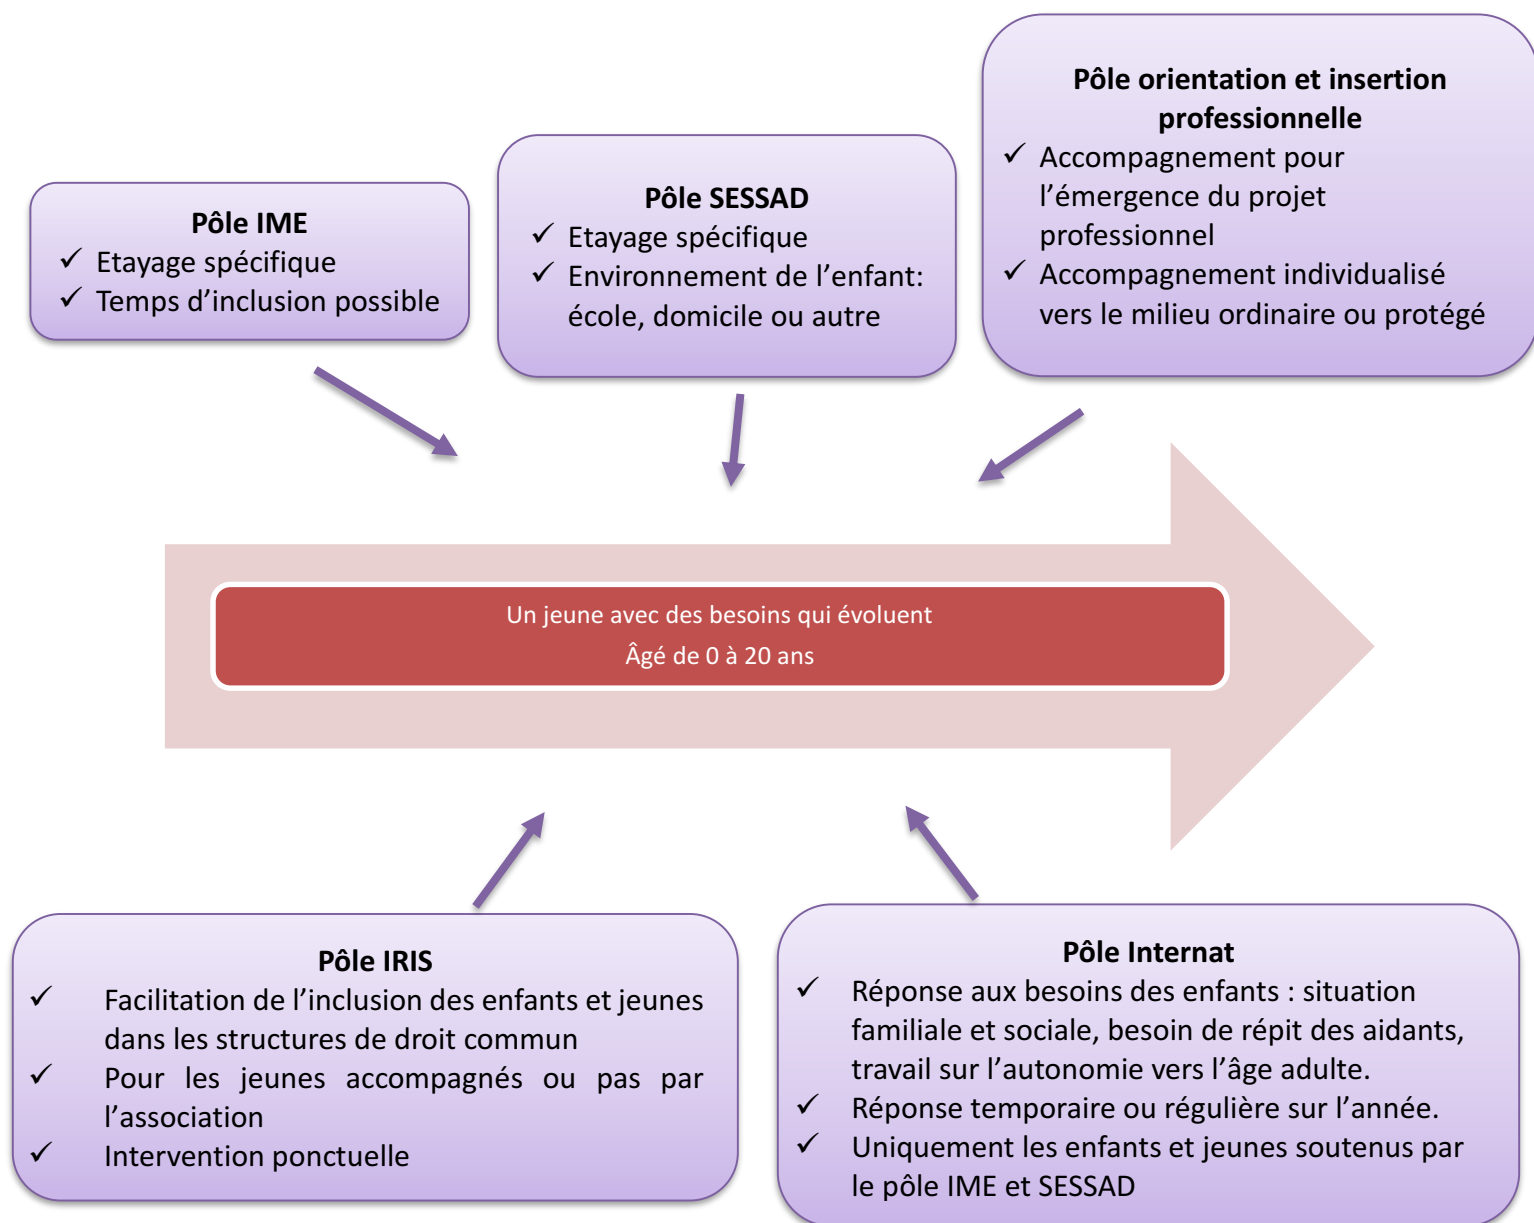 Pôle IME
✓ Etayage spécifique
✓ Temps d’inclusion possible
Pôle SESSAD
✓ Etayage spécifique
✓ Environnement de l’enfant:
école, domicile ou autre
Pôle orientation et insertion
professionnelle
✓ Accompagnement pour
l’émergence du projet
professionnel
✓ Accompagnement individualisé
vers le milieu ordinaire ou protégé
Un jeune avec des besoins qui évoluent
Âgé de 0 à 20 ans
Pôle IRIS
✓ Facilitation de l’inclusion des enfants et jeunes
dans les structures de droit commun
✓ Pour les jeunes accompagnés ou pas par
l’association
✓ Intervention ponctuelle
Pôle Internat
✓ Réponse aux besoins des enfants : situation
familiale et sociale, besoin de répit des aidants,
travail sur l’autonomie vers l’âge adulte.
✓ Réponse temporaire ou régulière sur l’année.
✓ Uniquement les enfants et jeunes soutenus par
le pôle IME et SESSAD